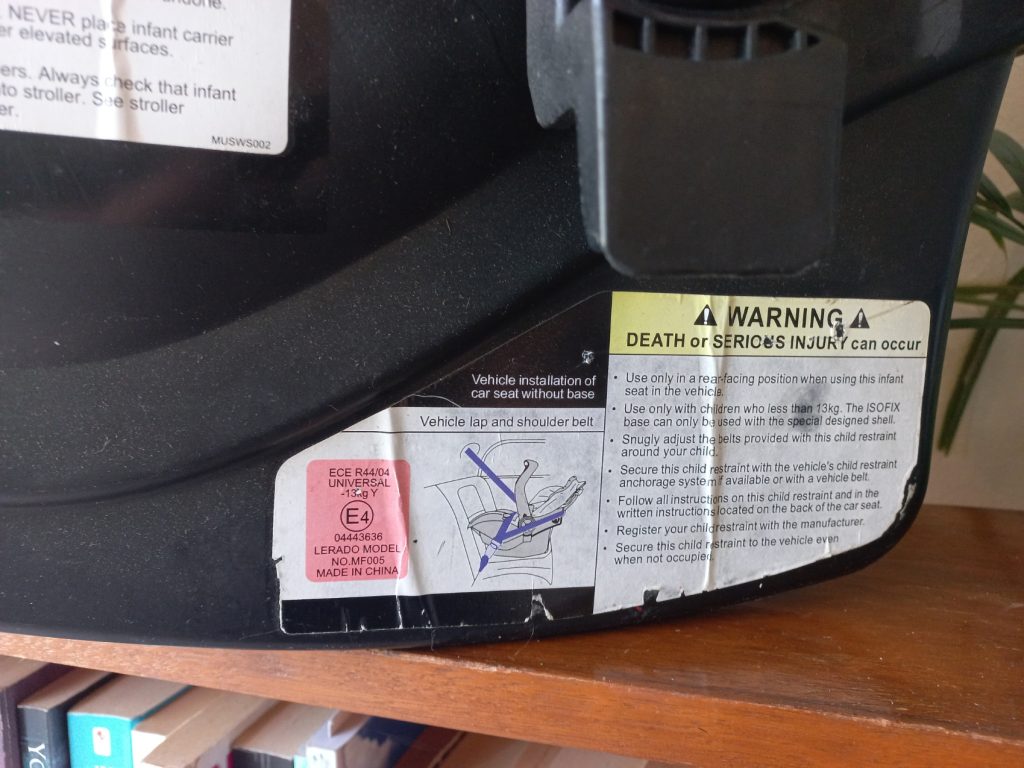 NEVER place infant carrier
elevated surfaces.
Always check that infant
stroller. See stroller
MUSWS002
WARNING
DEATH or SERIOUS INJURY can occur
Vehicle installation of
car seat without base
Vehicle lap and shoulder belt
ECE R44/04
UNIVERSAL
-13kg Y
E4
04443636
LERADO MODEL
NO.MF005
MADE IN CHINA
• Use only in a rear-facing position when using this infant
seat in the vehicle.
• Use only with children who less than 13kg. The ISOFIX
base can only be used with the special designed shell.
• Snugly adjust the belts provided with this child restraint
around your child.
• Secure this child restraint with the vehicle's child restraint
anchorage system if available or with a vehicle belt.
• Follow all instructions on this child restraint and in the
written instructions located on the back of the car seat.
• Register your child restraint with the manufacturer.
• Secure this child restraint to the vehicle even
when not occupied.